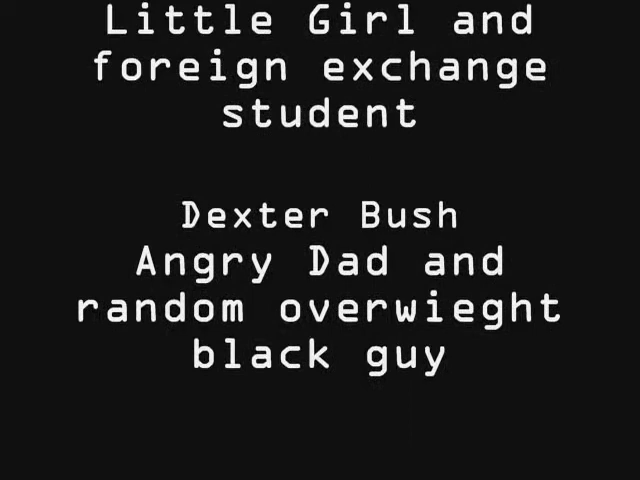 Little Girl and
foreign exchange
student
Dexter Bush
Angry Dad and
random overwieght
black guy